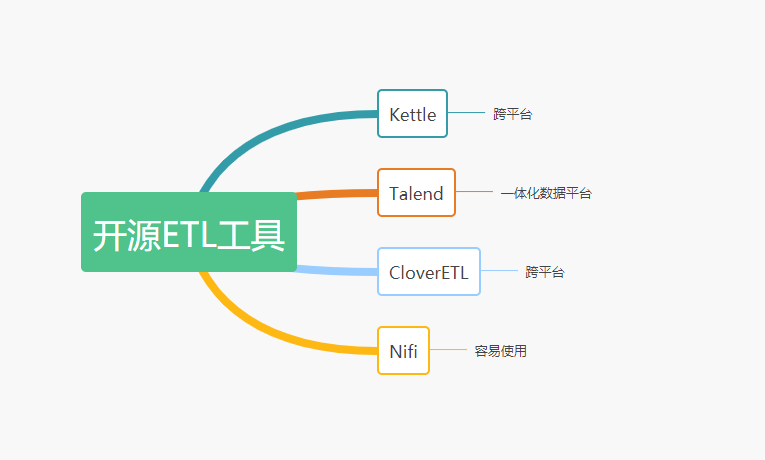 开源ETL工具
Kettle
跨平台
Talend
一体化数据平台
CloverETL
跨平台
Nifi
容易使用